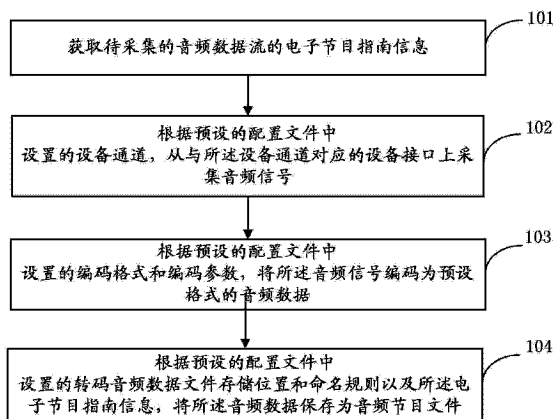 101
获取待采集的音频数据流的电子节目指南信息
102
根据预设的配置文件中
设置的设备通道，从与所述设备通道对应的设备接口上采
集音频信号
103
根据预设的配置文件中
设置的编码格式和编码参数，将所述音频信号编码为预设
格式的音频数据
104
根据预设的配置文件中
设置的转码音频数据文件存储位置和命名规则以及所述电
子节目指南信息，将所述音频数据保存为音频节目文件